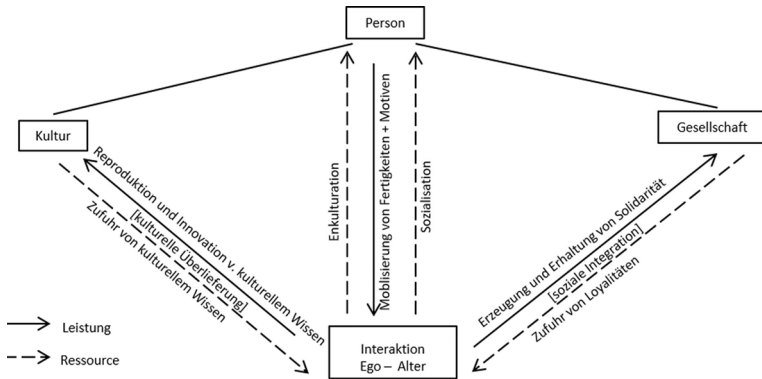 Person
Kultur
Gesellschaft
Reproduktion und Innovation v. kulturellem Wissen
[kulturelle Überlieferung]
Zufuhr von kulturellem Wissen
Enkulturation
Moblisierung von Fertigkeiten + Motiven
Sozialisation
Erzeugung und Erhaltung von Solidarität
[soziale Integration]
Zufuhr von Loyalitäten
Leistung
Ressource
Interaktion
Ego – Alter